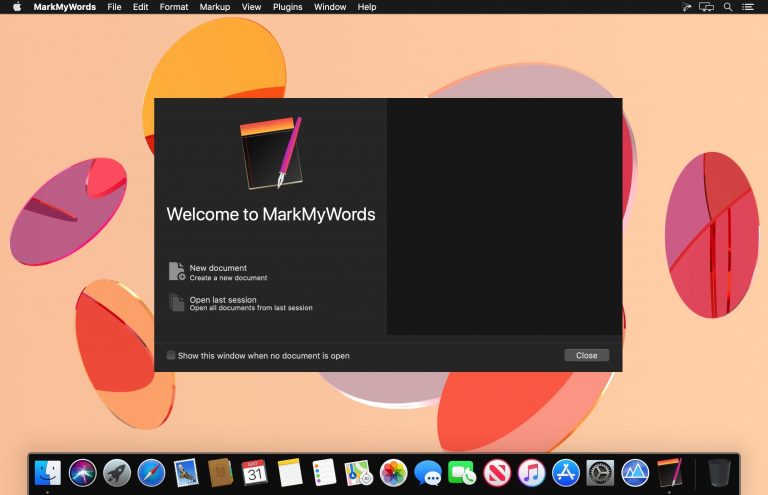 MarkMyWords File Edit Format Markup View Plugins Window Help
Welcome to MarkMyWords
New document
Create a new document
Open last session
Open all documents from last session
Show this window when no document is open
Close
MAY
31